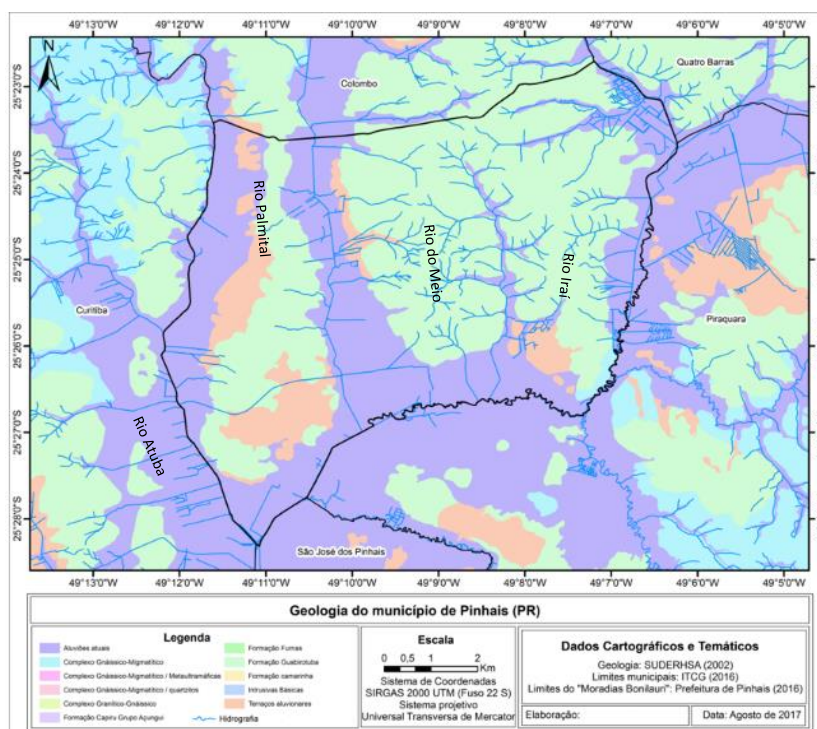 49°13'0"O 49°12'0"O 49°11'0"O 49°10'0"O 49°9'0"O 49°8'0"O 49°7'0"O 49°6'0"O 49°5'0"O
N
Quatro Barras
Colombo
25°23'0"S
25°24'0"S
Rio Palmital
Rio do Meio
Rio Iraí
25°25'0"S
Curitiba
Piraquara
25°26'0"S
25°27'0"S
Rio Atuba
25°28'0"S
São José dos Pinhais
49°13'0"O 49°12'0"O 49°11'0"O 49°10'0"O 49°9'0"O 49°8'0"O 49°7'0"O 49°6'0"O 49°5'0"O
Geologia do município de Pinhais (PR)
Legenda
Aluviões atuais
Complexo Gnáissico-Migmatítico
Complexo Gnáissico-Migmatítico / Metaultramáficas
Complexo Gnáissico-Migmatítico / quartzitos
Complexo Granítico-Gnáissico
Formação Capiru Grupo Açungui
Formação Furnas
Formação Guabirotuba
Formação camarinha
Intrusivas Básicas
Terraços aluvionares
Hidrografia
Escala
0 0,5 1 2
Km
Sistema de Coordenadas
SIRGAS 2000 UTM (Fuso 22 S)
Sistema projetivo
Universal Transversa de Mercator
Dados Cartográficos e Temáticos
Geologia: SUDERHSA (2002)
Limites municipais: ITCG (2016)
Limites do "Moradias Bonilauri": Prefeitura de Pinhais (2016)
Elaboração:
Data: Agosto de 2017